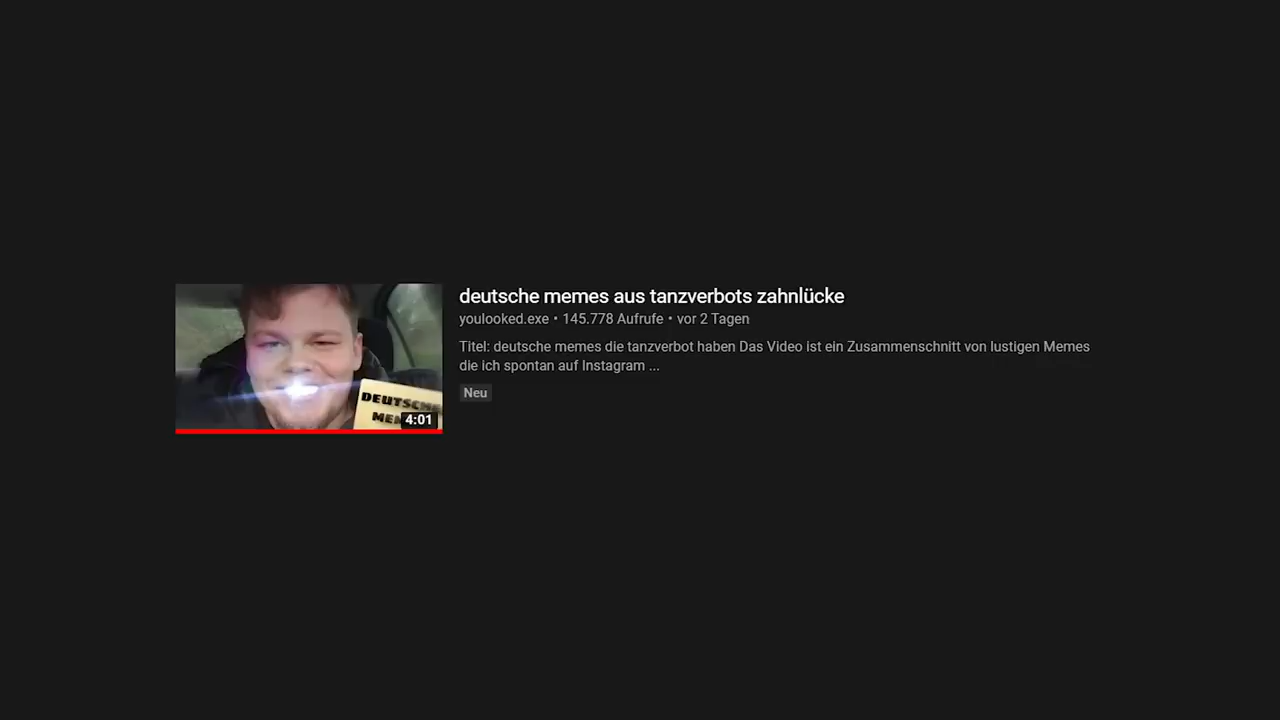 deutsche memes aus tanzverbots zahnlücke
youlooked.exe • 145.778 Aufrufe • vor 2 Tagen
Titel: deutsche memes die tanzverbot haben Das Video ist ein Zusammenschnitt von lustigen Memes
die ich spontan auf Instagram ...
Neu
DEUTSCHE
4:01